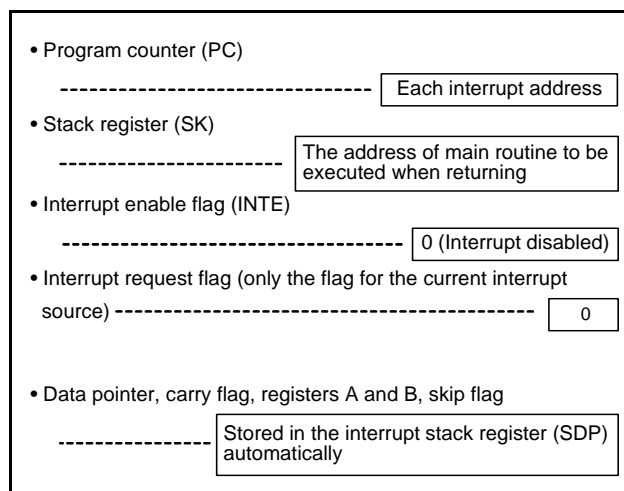 • Program counter (PC)
Each interrupt address
• Stack register (SK)
The address of main routine to be
executed when returning
• Interrupt enable flag (INTE)
0 (Interrupt disabled)
• Interrupt request flag (only the flag for the current interrupt
source)
0
• Data pointer, carry flag, registers A and B, skip flag
Stored in the interrupt stack register (SDP)
automatically